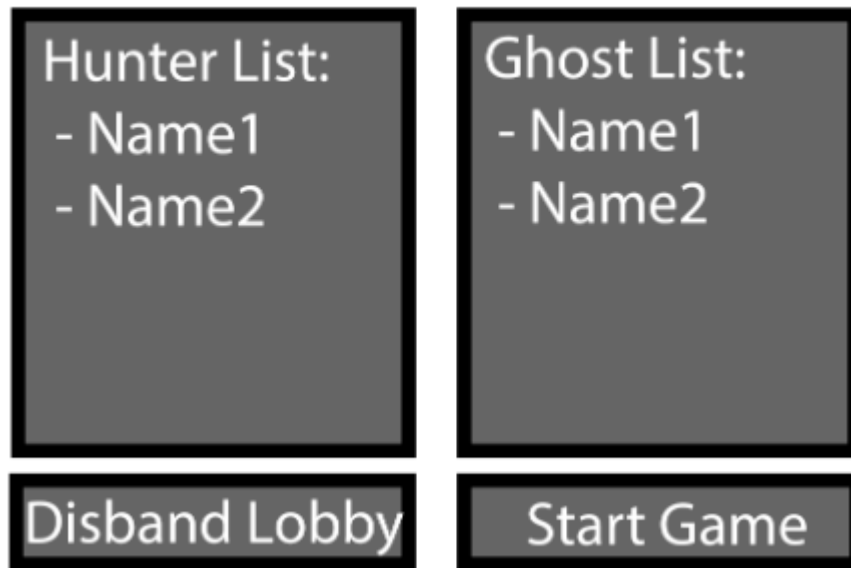 Hunter List:
- Name1
- Name2
Ghost List:
- Name1
- Name2
Disband Lobby
Start Game